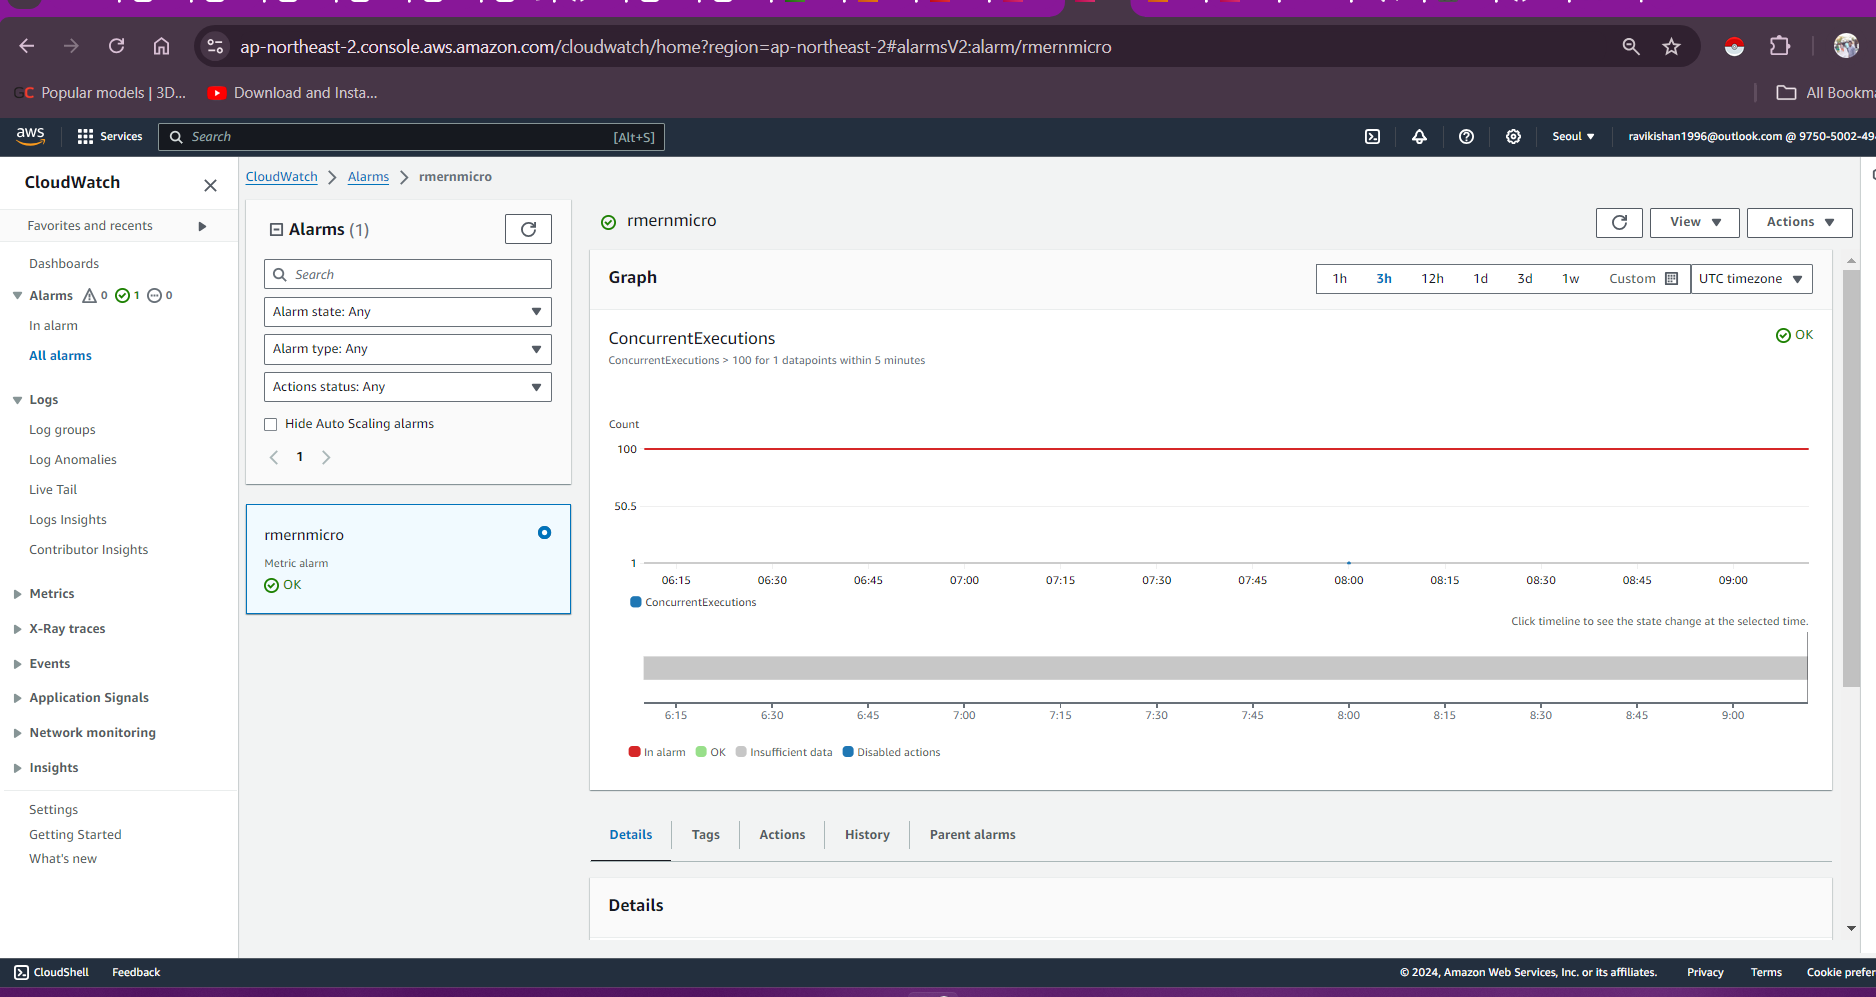 ap-northeast-2.console.aws.amazon.com/cloudwatch/home?region=ap-northeast-2#alarmsV2:alarm/rmernmicro
GC Popular models | 3D...
Download and Insta...
All Bookma
aws
Services
Search
[Alt+S]
Seoul
ravikishan1996@outlook.com @ 9750-5002-49
CloudWatch
Favorites and recents
Dashboards
Alarms 0 1 0
In alarm
All alarms
Logs
Log groups
Log Anomalies
Live Tail
Logs Insights
Contributor Insights
Metrics
X-Ray traces
Events
Application Signals
Network monitoring
Insights
Settings
Getting Started
What's new
CloudWatch > Alarms > rmernmicro
Alarms (1)
Search
Alarm state: Any
Alarm type: Any
Actions status: Any
Hide Auto Scaling alarms
1
rmernmicro
Metric alarm
OK
rmernmicro
View
Actions
Graph
1h 3h 12h 1d 3d 1w Custom
UTC timezone
ConcurrentExecutions
OK
ConcurrentExecutions > 100 for 1 datapoints within 5 minutes
Count
100
50.5
1
06:15 06:30 06:45 07:00 07:15 07:30 07:45 08:00 08:15 08:30 08:45 09:00
ConcurrentExecutions
Click timeline to see the state change at the selected time.
6:15 6:30 6:45 7:00 7:15 7:30 7:45 8:00 8:15 8:30 8:45 9:00
In alarm OK Insufficient data Disabled actions
Details Tags Actions History Parent alarms
Details
CloudShell Feedback
© 2024, Amazon Web Services, Inc. or its affiliates. Privacy Terms Cookie prefer